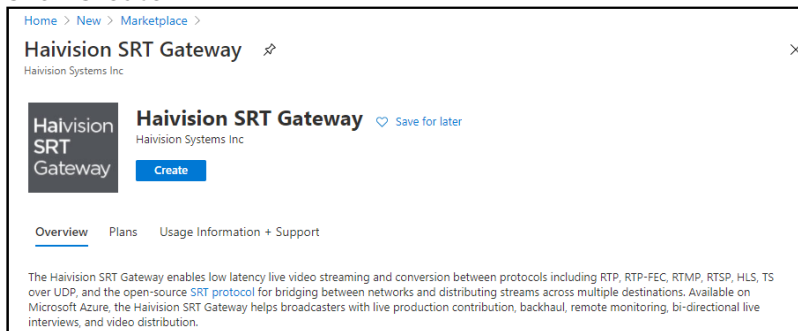 Home > New > Marketplace >
Haivision SRT Gateway
Haivision Systems Inc
Haivision
SRT
Gateway
Haivision SRT Gateway
Save for later
Haivision Systems Inc
Create
Overview Plans Usage Information + Support
The Haivision SRT Gateway enables low latency live video streaming and conversion between protocols including RTP, RTP-FEC, RTMP, RTSP, HLS, TS
over UDP, and the open-source SRT protocol for bridging between networks and distributing streams across multiple destinations. Available on
Microsoft Azure, the Haivision SRT Gateway helps broadcasters with live production contribution, backhaul, remote monitoring, bi-directional live
interviews, and video distribution.